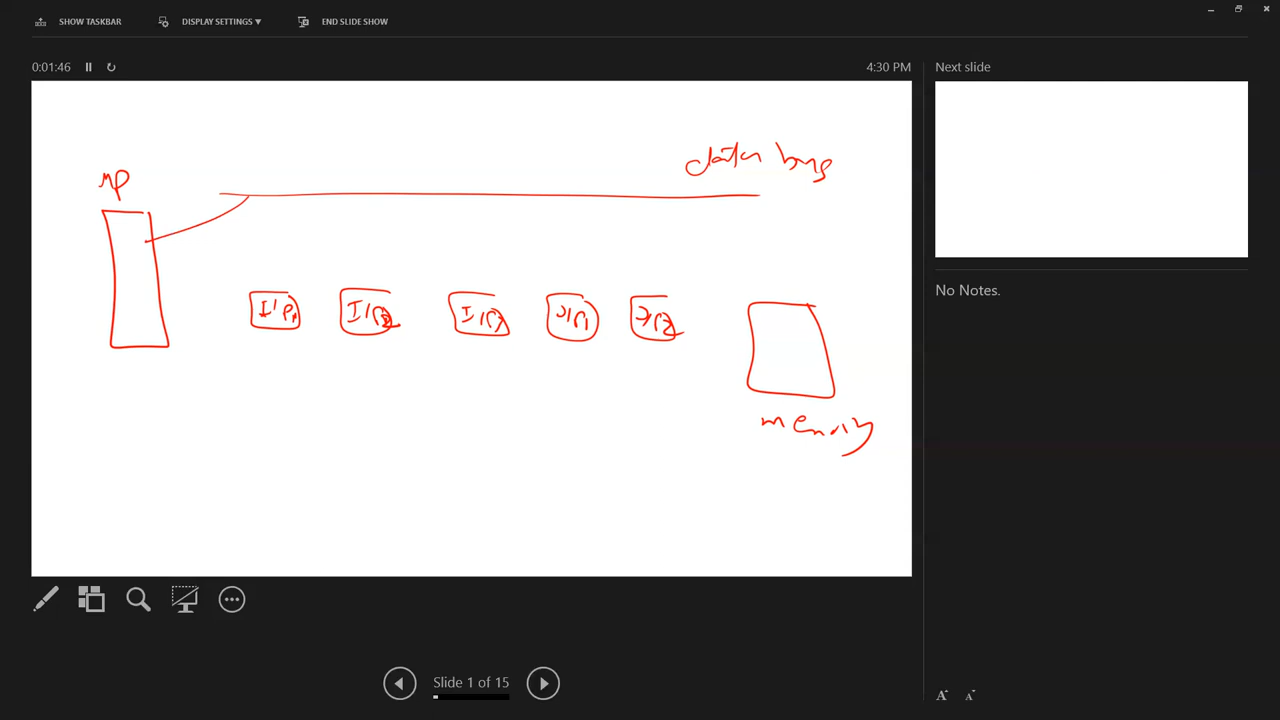 SHOW TASKBAR
DISPLAY SETTINGS ▼
END SLIDE SHOW
0:01:46
4:30 PM
Next slide
data bus
μp
I/P1
I/P2
I/P3
O/P1
O/P2
memory
No Notes.
Slide 1 of 15
A
A